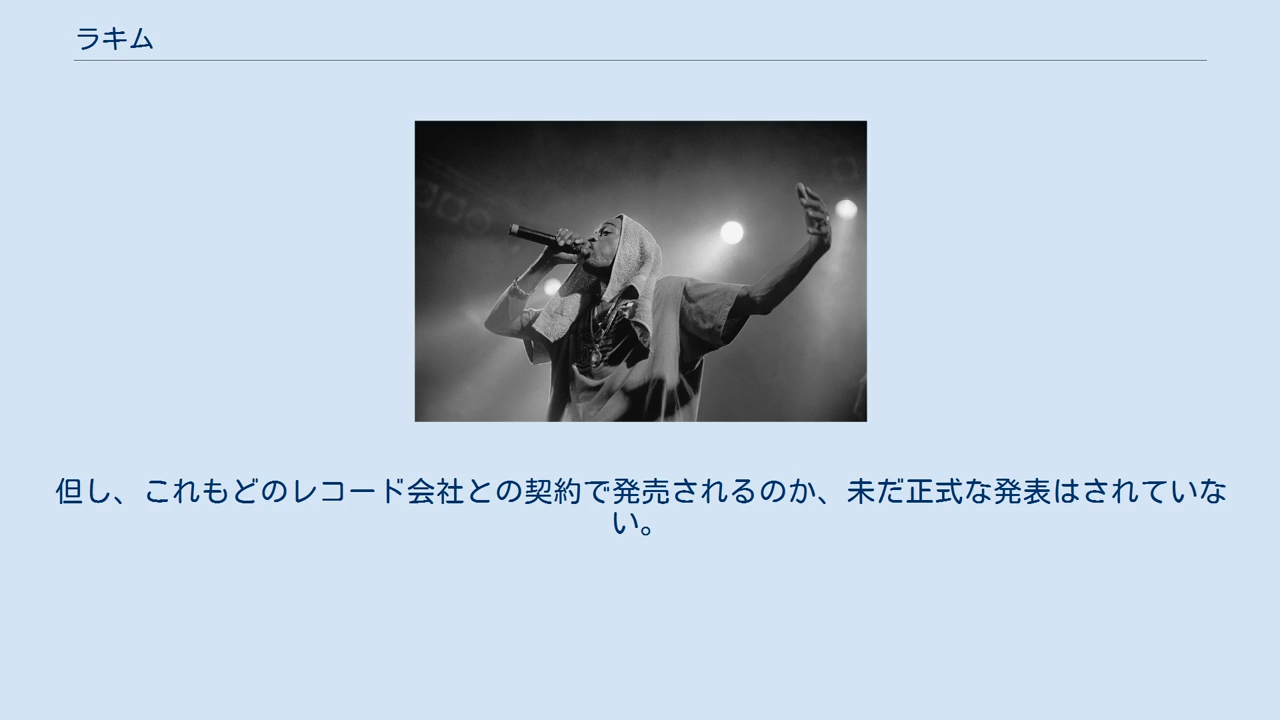 ラキム
但し、これもどのレコード会社との契約で発売されるのか、未だ正式な発表はされていな
い。